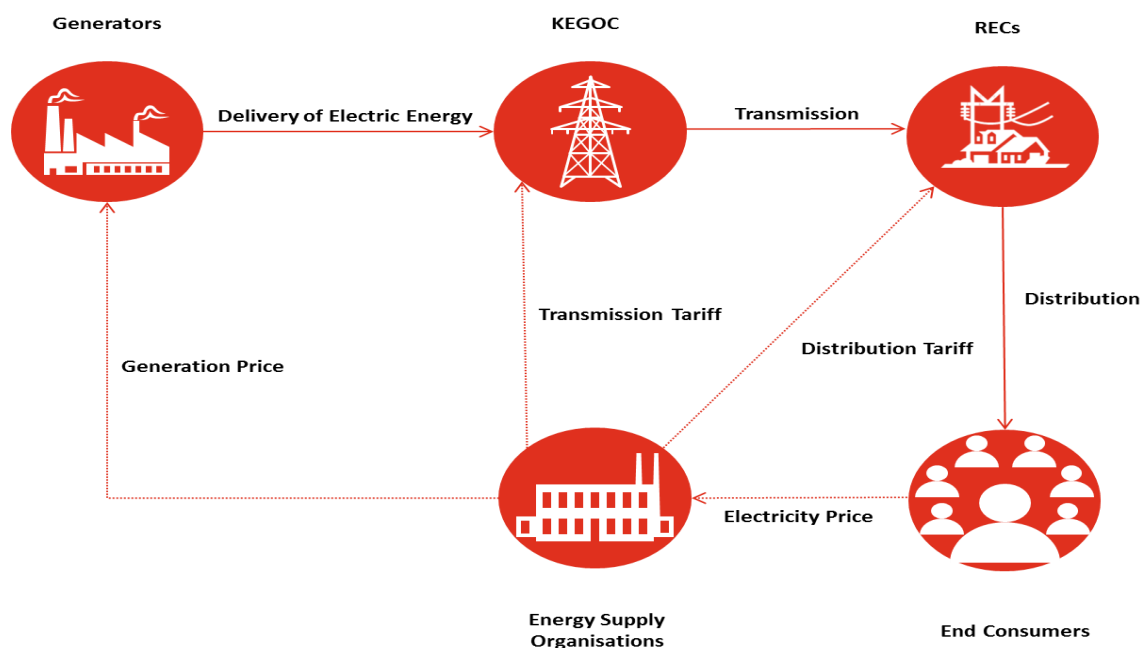 Generators
KEGOC
RECs
Delivery of Electric Energy
Transmission
Distribution
Transmission Tariff
Distribution Tariff
Generation Price
Electricity Price
Energy Supply
Organisations
End Consumers